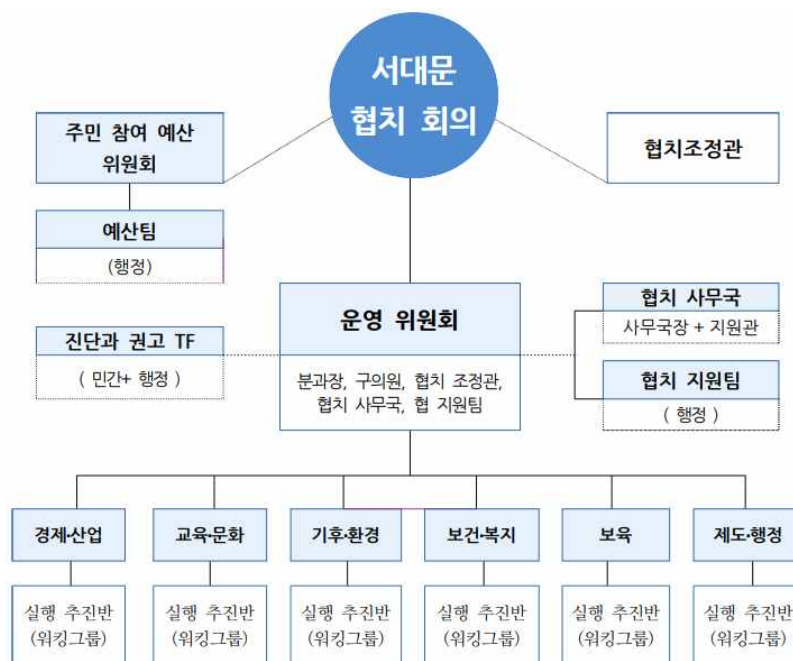 서대문
협치 회의
주민 참여 예산
위원회
협치조정관
예산팀
(행정)
운영 위원회
분과장, 구의원, 협치 조정관,
협치 사무국, 협 지원팀
진단과 권고 TF
( 민간+ 행정 )
협치 사무국
사무국장 + 지원관
협치 지원팀
( 행정 )
경제·산업
교육·문화
기후·환경
보건·복지
보육
제도·행정
실행 추진반
(워킹그룹)
실행 추진반
(워킹그룹)
실행 추진반
(워킹그룹)
실행 추진반
(워킹그룹)
실행 추진반
(워킹그룹)
실행 추진반
(워킹그룹)